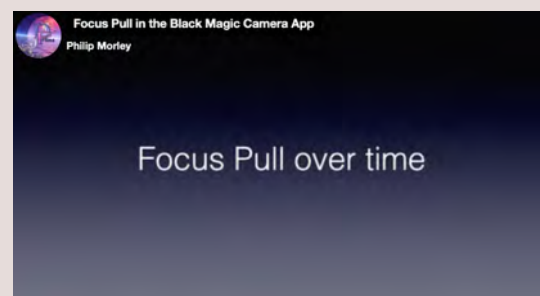 Focus Pull in the Black Magic Camera App
Philip Morley
Focus Pull over time